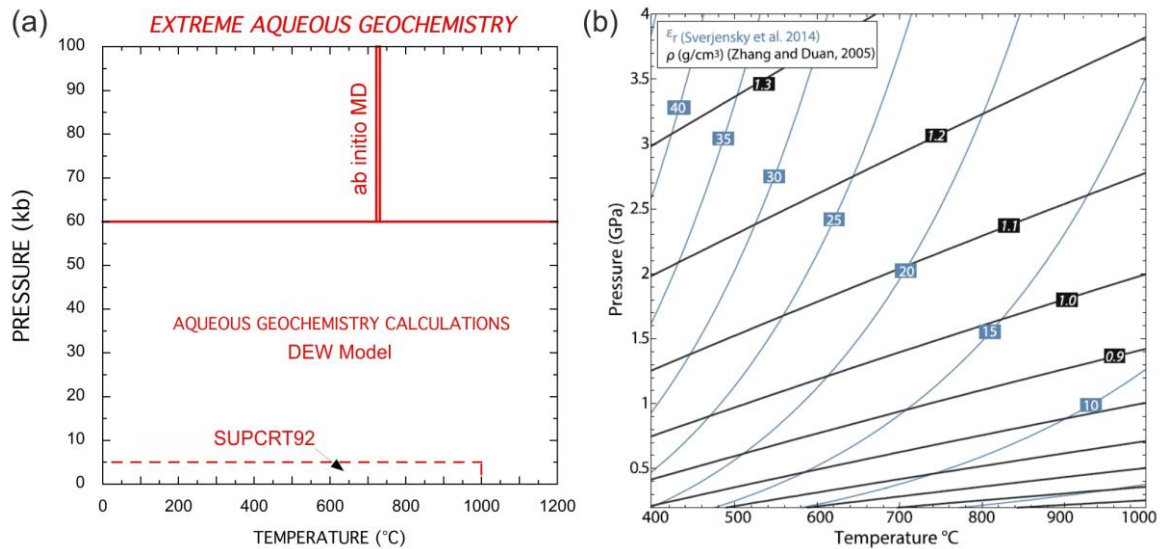 (a)
EXTREME AQUEOUS GEOCHEMISTRY
100
90
80
70
60
50
40
30
20
10
0
PRESSURE (kb)
ab initio MD
AQUEOUS GEOCHEMISTRY CALCULATIONS
DEW Model
SUPCRT92
0 200 400 600 800 1000 1200
TEMPERATURE (°C)
(b)
εr (Sverjensky et al. 2014)
ρ (g/cm³) (Zhang and Duan, 2005)
4
3.5
3
2.5
2
1.5
1
0.5
Pressure (GPa)
1.3
40
35
1.2
30
25
1.1
20
1.0
15
0.9
10
400 500 600 700 800 900 1000
Temperature °C